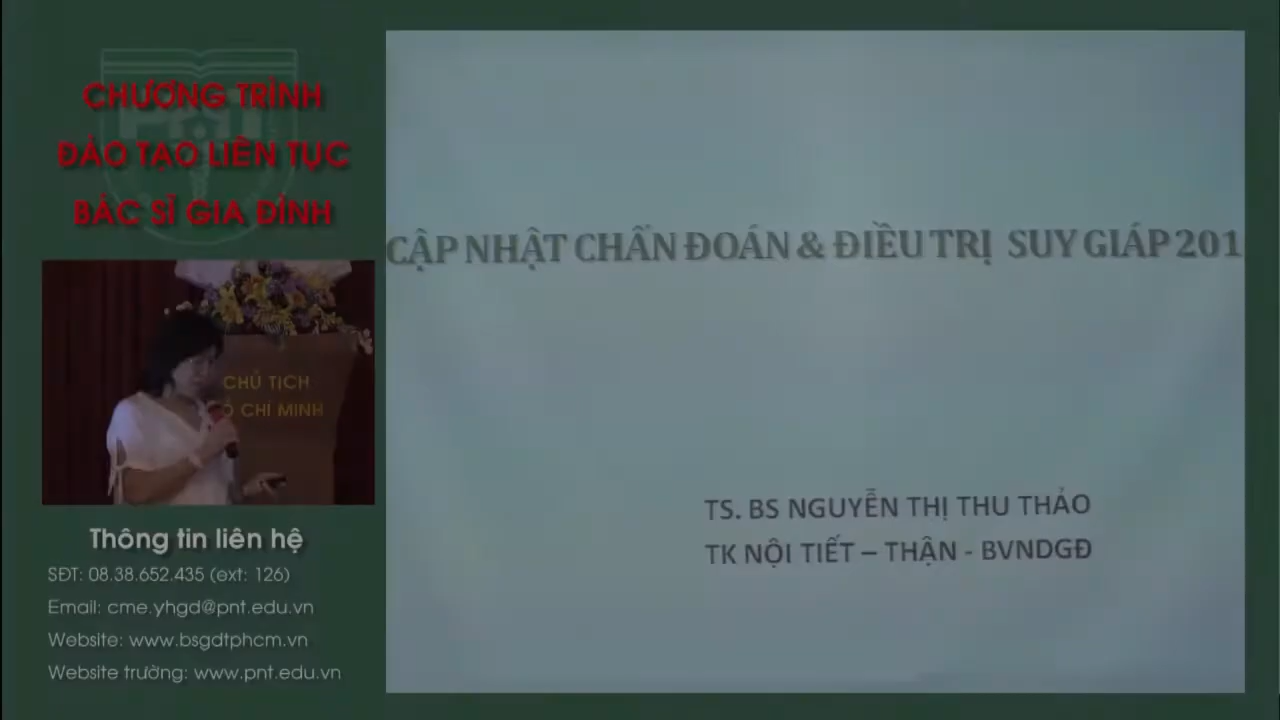 CHƯƠNG TRÌNH
ĐÀO TẠO LIÊN TỤC
BÁC SĨ GIA ĐÌNH
PNT
CHỦ TỊCH
CHÍ MINH
Thông tin liên hệ
SĐT: 08.38.652.435 (ext: 126)
Email: cme.yhgd@pnt.edu.vn
Website: www.bsgdtphcm.vn
Website trường: www.pnt.edu.vn
CẬP NHẬT CHẨN ĐOÁN & ĐIỀU TRỊ SUY GIÁP 201
TS. BS NGUYỄN THỊ THU THẢO
TK NỘI TIẾT – THẬN - BVNDGĐ